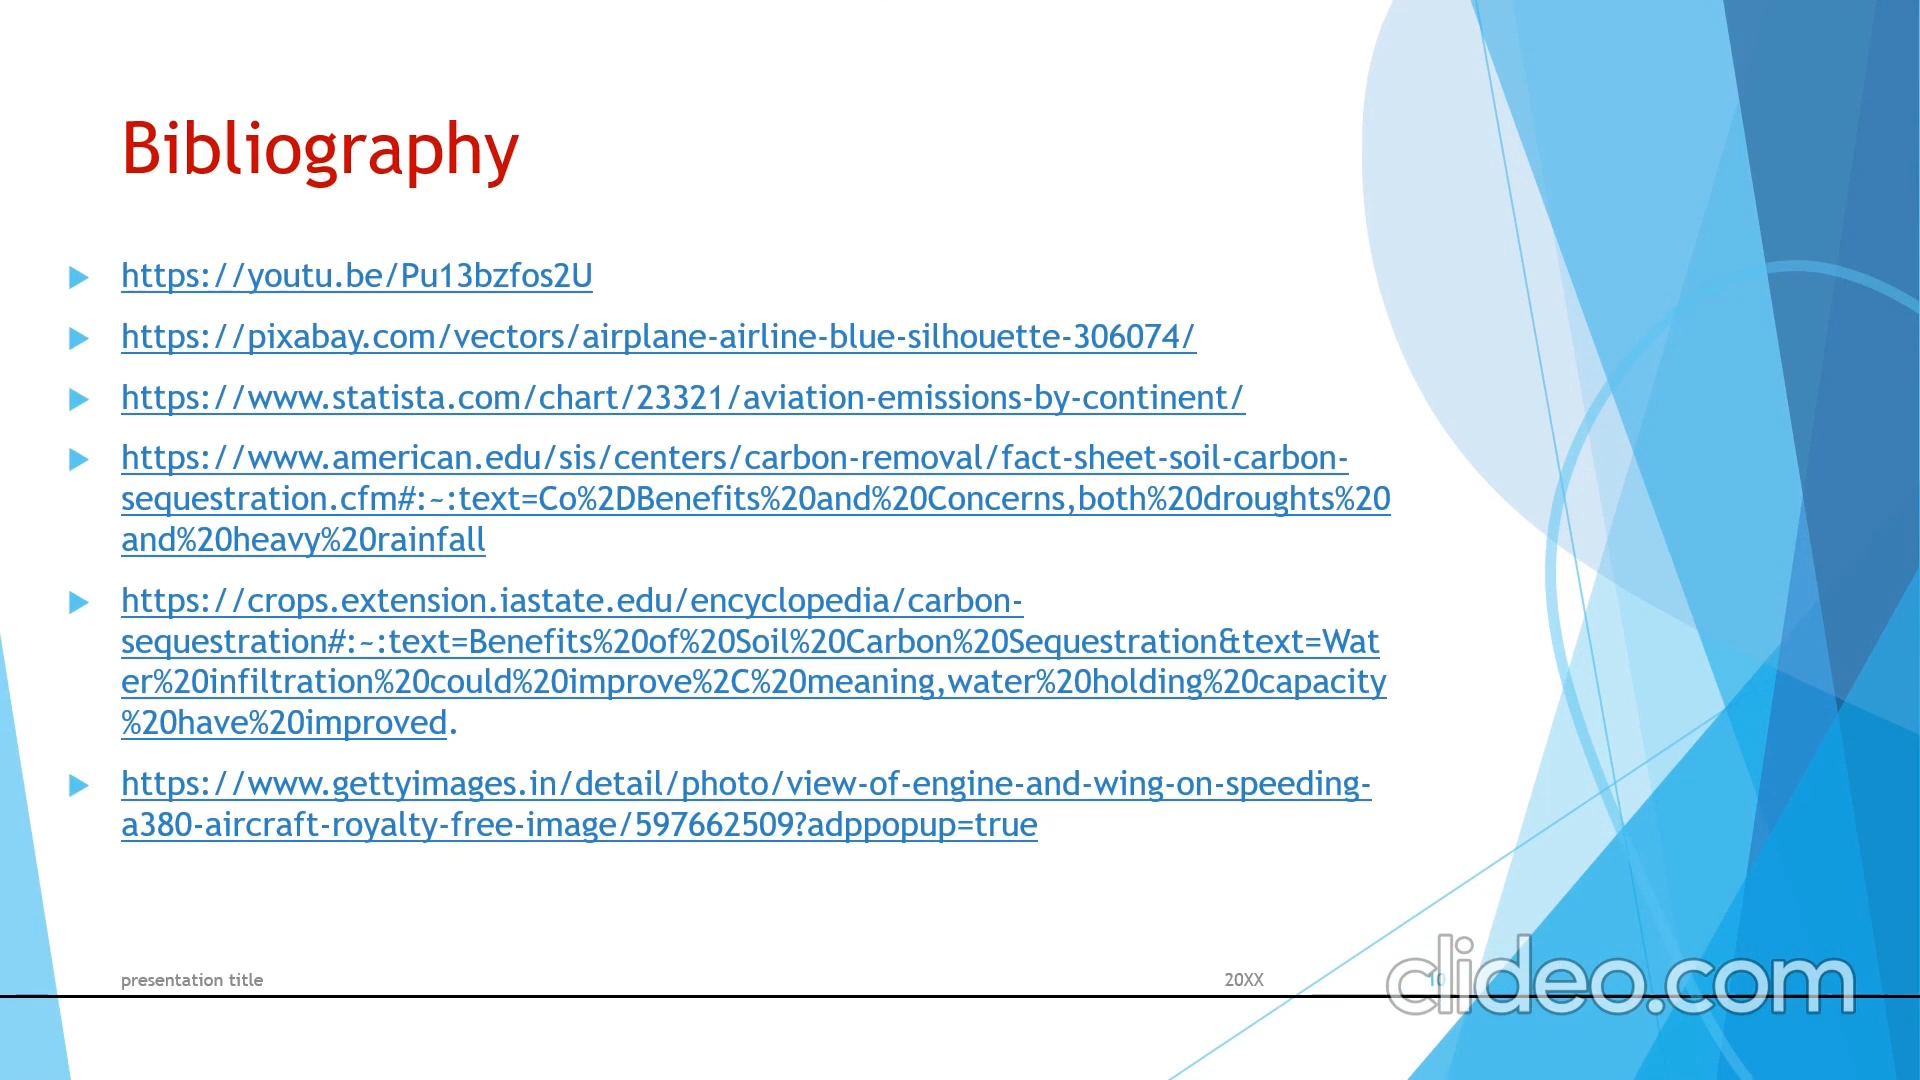 Bibliography
https://youtu.be/Pu13bzfos2U
https://pixabay.com/vectors/airplane-airline-blue-silhouette-306074/
https://www.statista.com/chart/23321/aviation-emissions-by-continent/
https://www.american.edu/sis/centers/carbon-removal/fact-sheet-soil-carbon-
sequestration.cfm#:~:text=Co%2DBenefits%20and%20Concerns,both%20droughts%20
and%20heavy%20rainfall
https://crops.extension.iastate.edu/encyclopedia/carbon-
sequestration#:~:text=Benefits%20of%20Soil%20Carbon%20Sequestration&text=Wat
er%20infiltration%20could%20improve%2C%20meaning,water%20holding%20capacity
%20have%20improved.
https://www.gettyimages.in/detail/photo/view-of-engine-and-wing-on-speeding-
a380-aircraft-royalty-free-image/597662509?adppopup=true
presentation title
20XX
10
clideo.com